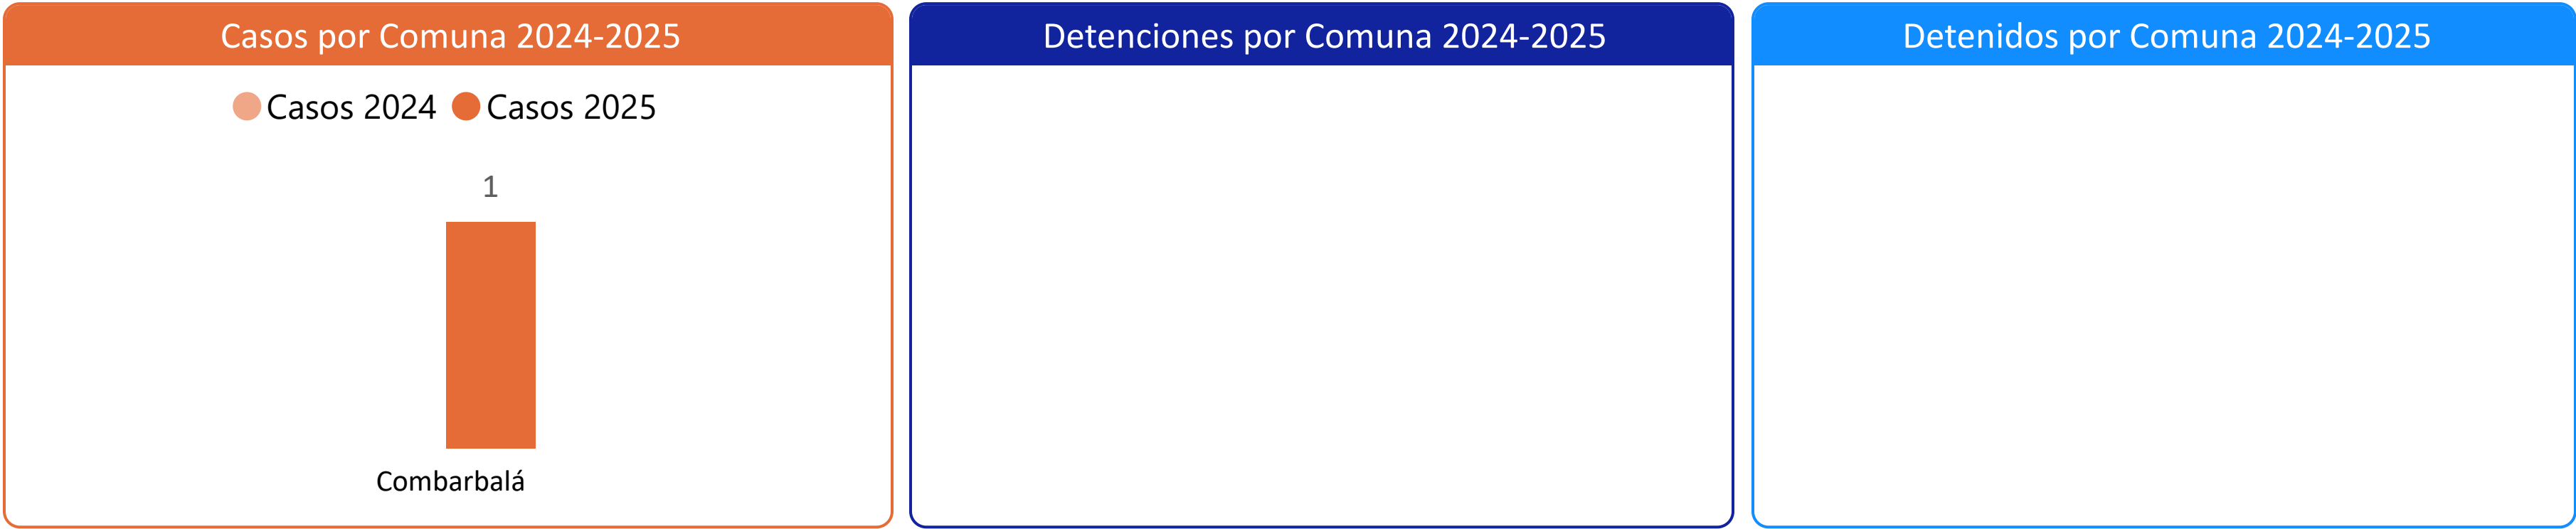 Casos por Comuna 2024-2025
Casos 2024 Casos 2025
1
Combarbalá
Detenciones por Comuna 2024-2025
Detenidos por Comuna 2024-2025